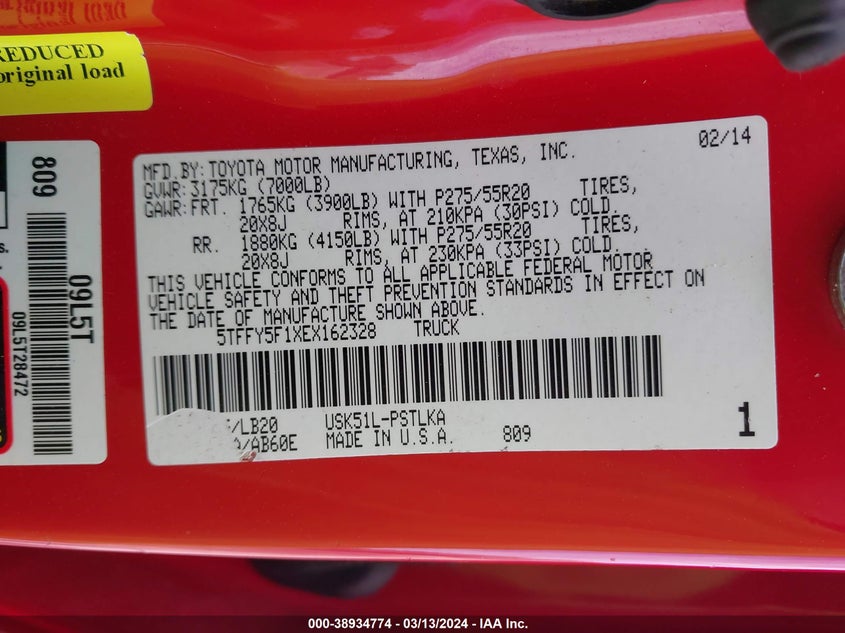 REDUCED
original load
809
09L5T
09L5T28472
MFD.BY:TOYOTA MOTOR MANUFACTURING, TEXAS, INC. 02/14
GVWR:3175KG (7000LB)
GAWR:FRT. 1765KG (3900LB) WITH P275/55R20 TIRES,
20X8J RIMS, AT 210KPA (30PSI) COLD.
RR. 1880KG (4150LB) WITH P275/55R20 TIRES,
20X8J RIMS, AT 230KPA (33PSI) COLD.
THIS VEHICLE CONFORMS TO ALL APPLICABLE FEDERAL MOTOR
VEHICLE SAFETY AND THEFT PREVENTION STANDARDS IN EFFECT ON
THE DATE OF MANUFACTURE SHOWN ABOVE.
5TFFY5F1XEX162328 TRUCK
/LB20 USK51L-PSTLKA
/AB60E MADE IN U.S.A. 809 1
000-38934774 - 03/13/2024 - IAA Inc.